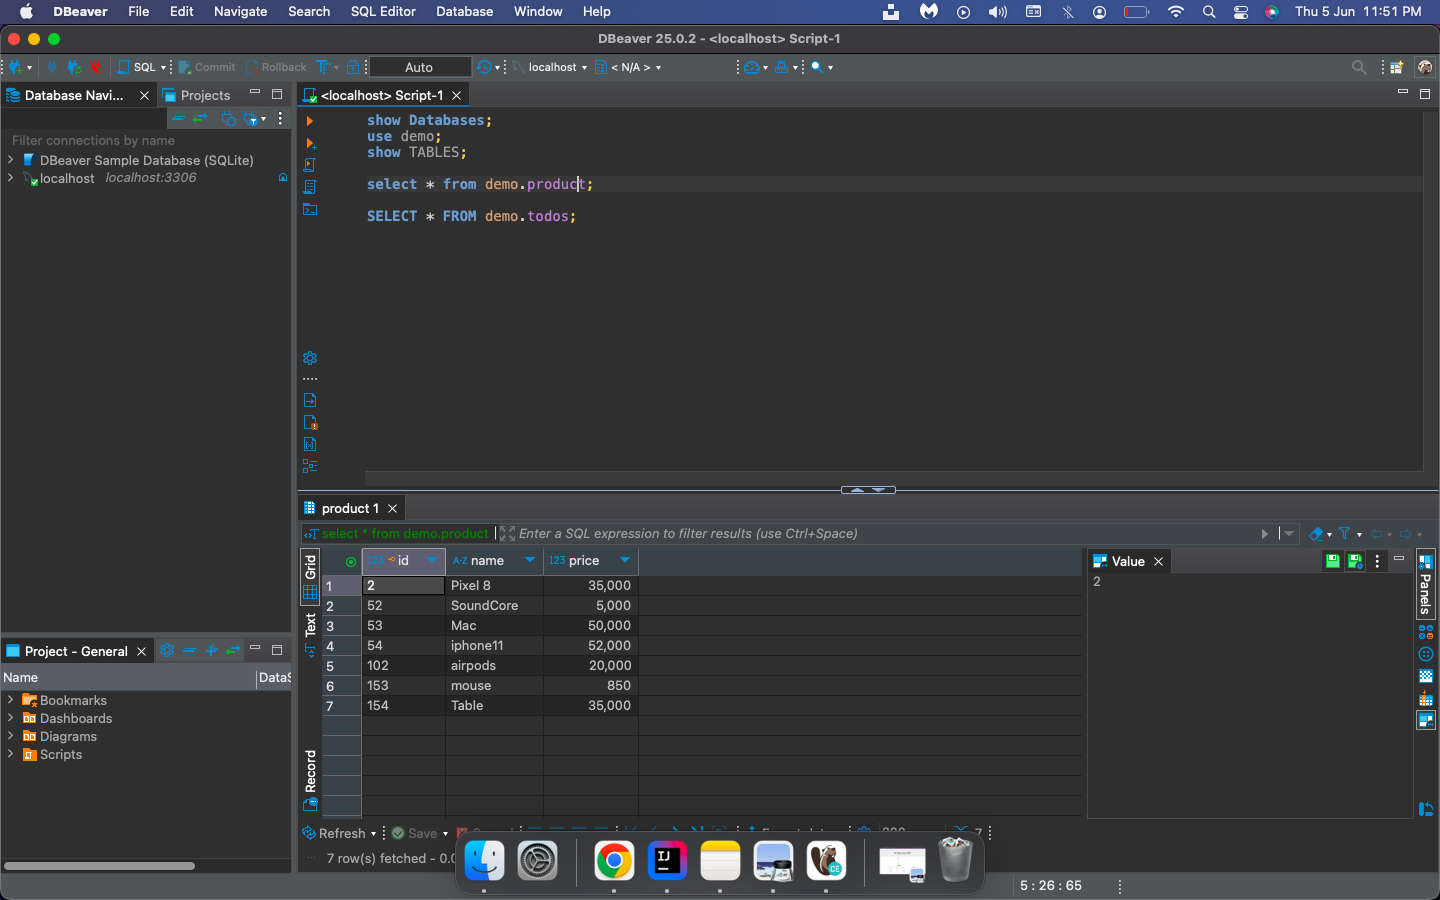 DBeaver File Edit Navigate Search SQL Editor Database Window Help Thu 5 Jun 11:51 PM
DBeaver 25.0.2 - <localhost> Script-1
SQL Commit Rollback Auto localhost < N/A >
Database Navi... Projects
<localhost> Script-1
Filter connections by name
DBeaver Sample Database (SQLite)
localhost localhost:3306
show Databases;
use demo;
show TABLES;
select * from demo.product;
SELECT * FROM demo.todos;
product 1
select * from demo.product Enter a SQL expression to filter results (use Ctrl+Space)
Grid
Text
Record
123 id A-Z name 123 price
1 2 Pixel 8 35,000
2 52 SoundCore 5,000
3 53 Mac 50,000
4 54 iphone11 52,000
5 102 airpods 20,000
6 153 mouse 850
7 154 Table 35,000
Value
2
Panels
Project - General
Name DataS
Bookmarks
Dashboards
Diagrams
Scripts
Refresh Save
7 row(s) fetched - 0.0
IJ
CE
5 : 26 : 65